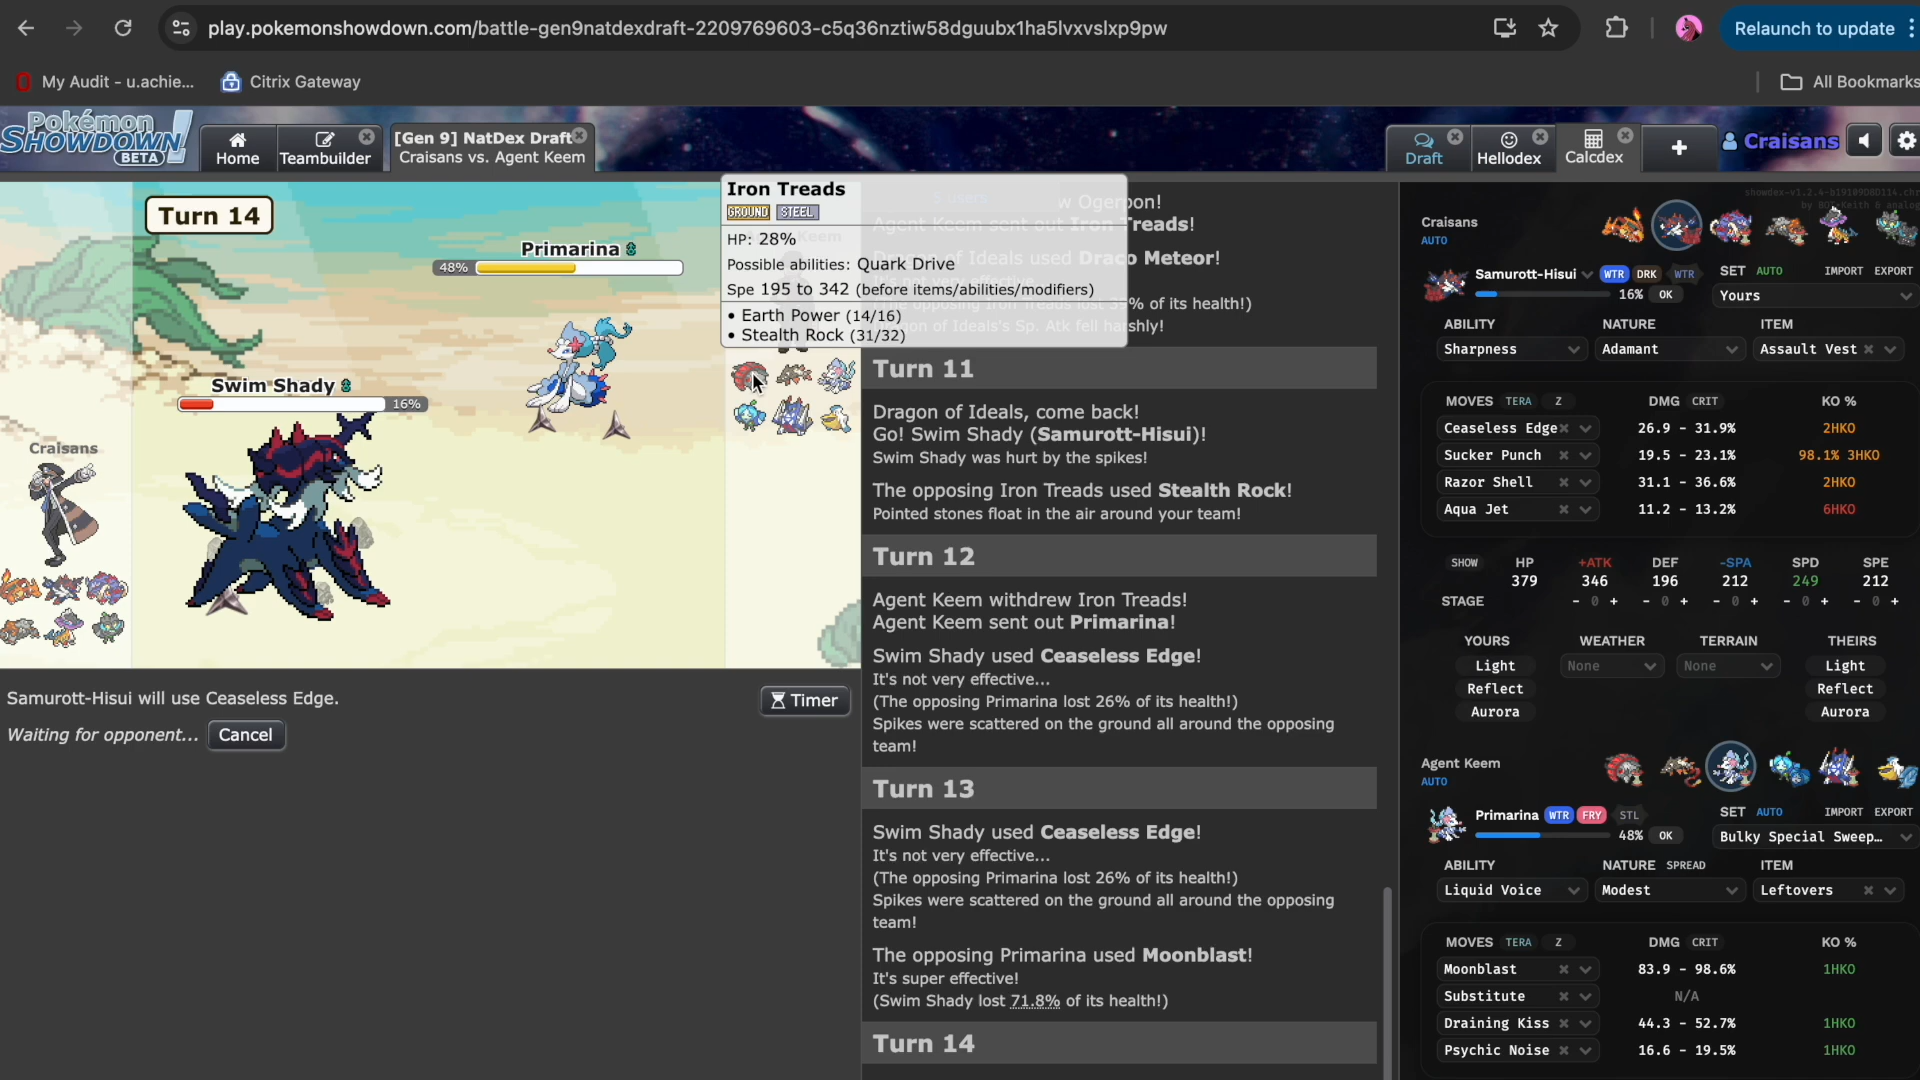 play.pokemonshowdown.com/battle-gen9natdexdraft-2209769603-c5q36nztiw58dguubx1ha5lvxvslxp9pw
Relaunch to update
My Audit - u.achie...
Citrix Gateway
All Bookmarks
Pokémon
SHOWDOWN!
BETA
Home
Teambuilder
[Gen 9] NatDex Draft
Craisans vs. Agent Keem
Draft
Hellodex
Calcdex
+
Craisans
Turn 14
Primarina
48%
Swim Shady
16%
Craisans
Iron Treads
GROUND STEEL
HP: 28%
Possible abilities: Quark Drive
Spe 195 to 342 (before items/abilities/modifiers)
• Earth Power (14/16)
• Stealth Rock (31/32)
Samurott-Hisui will use Ceaseless Edge.
Waiting for opponent... Cancel
Timer
Turn 11
Dragon of Ideals, come back!
Go! Swim Shady (Samurott-Hisui)!
Swim Shady was hurt by the spikes!
The opposing Iron Treads used Stealth Rock!
Pointed stones float in the air around your team!
Turn 12
Agent Keem withdrew Iron Treads!
Agent Keem sent out Primarina!
Swim Shady used Ceaseless Edge!
It's not very effective...
(The opposing Primarina lost 26% of its health!)
Spikes were scattered on the ground all around the opposing
team!
Turn 13
Swim Shady used Ceaseless Edge!
It's not very effective...
(The opposing Primarina lost 26% of its health!)
Spikes were scattered on the ground all around the opposing
team!
The opposing Primarina used Moonblast!
It's super effective!
(Swim Shady lost 71.8% of its health!)
Turn 14
Craisans
AUTO
Samurott-Hisui WTR DRK WTR
16% OK
SET AUTO IMPORT EXPORT
Yours
ABILITY NATURE ITEM
Sharpness Adamant Assault Vest
MOVES TERA Z DMG CRIT KO %
Ceaseless Edge 26.9 - 31.9% 2HKO
Sucker Punch 19.5 - 23.1% 98.1% 3HKO
Razor Shell 31.1 - 36.6% 2HKO
Aqua Jet 11.2 - 13.2% 6HKO
SHOW HP +ATK DEF -SPA SPD SPE
379 346 196 212 249 212
STAGE - 0 + - 0 + - 0 + - 0 + - 0 +
YOURS WEATHER TERRAIN THEIRS
Light None None Light
Reflect Reflect
Aurora Aurora
Agent Keem
AUTO
Primarina WTR FRY STL
48% OK
SET AUTO IMPORT EXPORT
Bulky Special Sweep…
ABILITY NATURE SPREAD ITEM
Liquid Voice Modest Leftovers
MOVES TERA Z DMG CRIT KO %
Moonblast 83.9 - 98.6% 1HKO
Substitute N/A
Draining Kiss 44.3 - 52.7% 1HKO
Psychic Noise 16.6 - 19.5% 1HKO